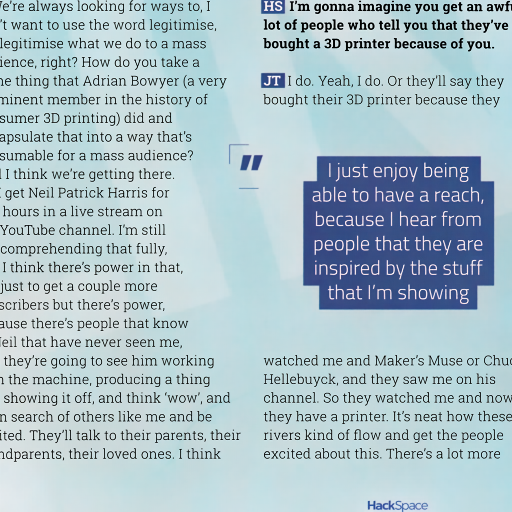 We're always looking for ways to, I
't want to use the word legitimise,
legitimise what we do to a mass
ience, right? How do you take a
ne thing that Adrian Bowyer (a very
minent member in the history of
sumer 3D printing) did and
apsulate that into a way that's
sumable for a mass audience?
I think we're getting there.
get Neil Patrick Harris for
hours in a live stream on
YouTube channel. I'm still
comprehending that fully,
I think there's power in that,
just to get a couple more
scribers but there's power,
ause there's people that know
Neil that have never seen me,
they're going to see him working
n the machine, producing a thing
showing it off, and think 'wow', and
n search of others like me and be
ited. They'll talk to their parents, their
ndparents, their loved ones. I think
HS I'm gonna imagine you get an awf
lot of people who tell you that they've
bought a 3D printer because of you.
JT I do. Yeah, I do. Or they'll say they
bought their 3D printer because they
"
I just enjoy being
able to have a reach,
because I hear from
people that they are
inspired by the stuff
that I'm showing
watched me and Maker's Muse or Chuc
Hellebuyck, and they saw me on his
channel. So they watched me and now
they have a printer. It's neat how these
rivers kind of flow and get the people
excited about this. There's a lot more
HackSpace